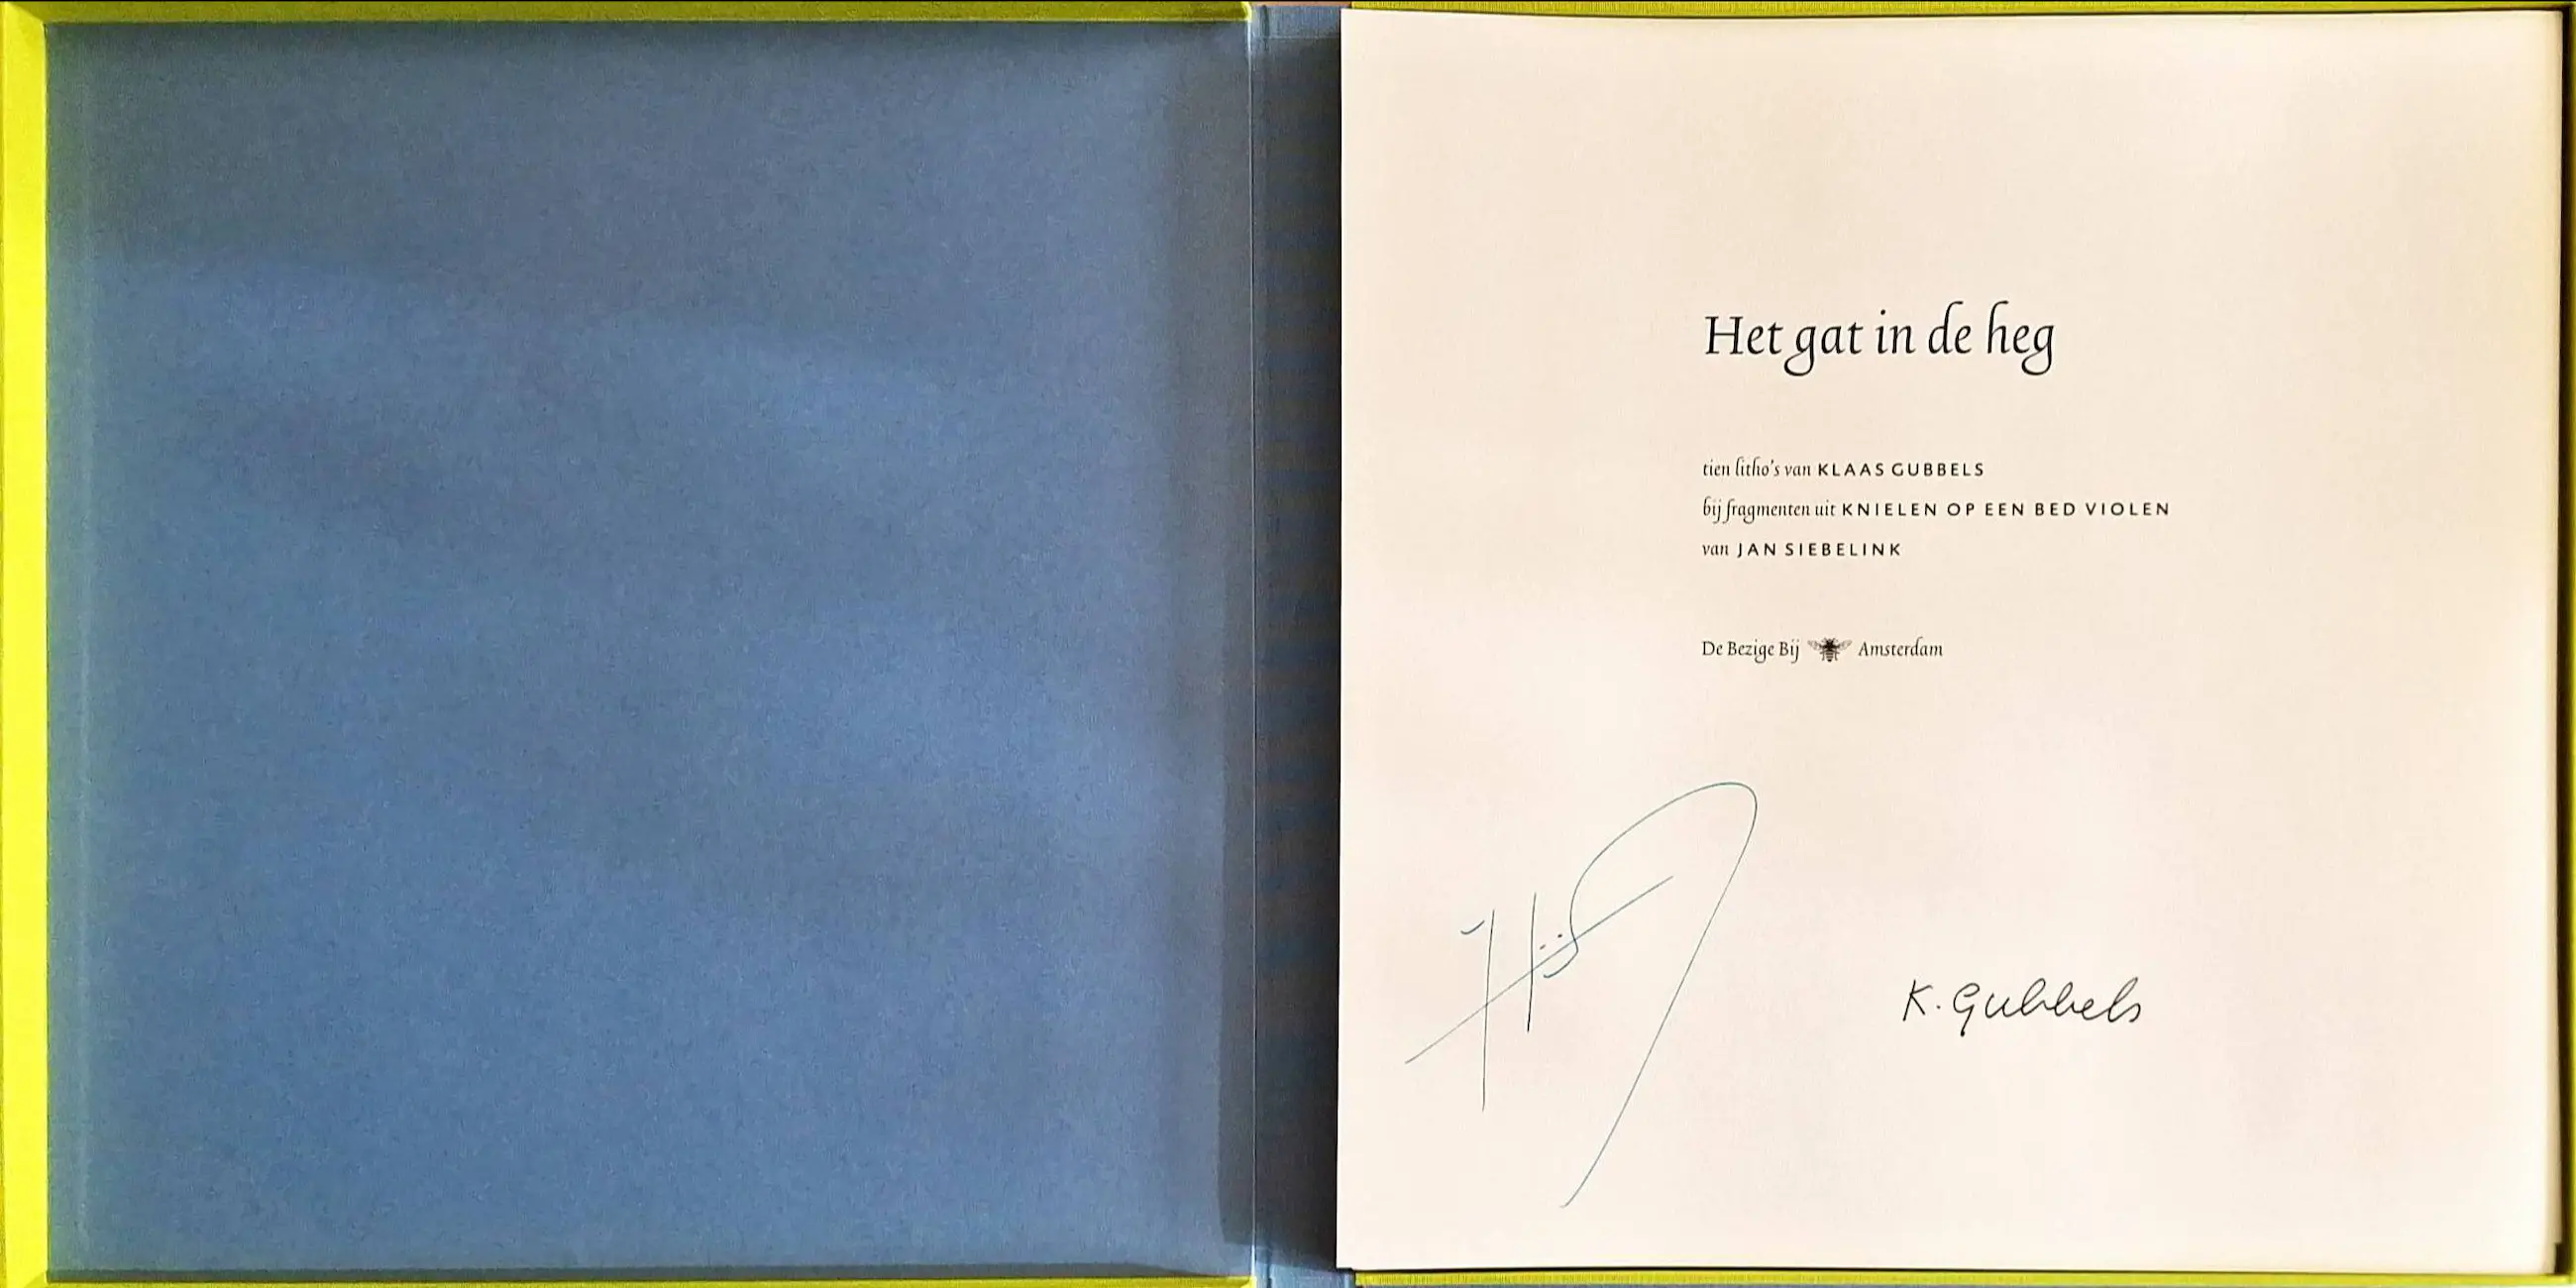 Het gat in de heg
tien litho's van KLAAS GUBBELS
bij fragmenten uit KNIELEN OP EEN BED VIOLEN
van JAN SIEBELINK
De Bezige Bij Amsterdam
K. Gubbels